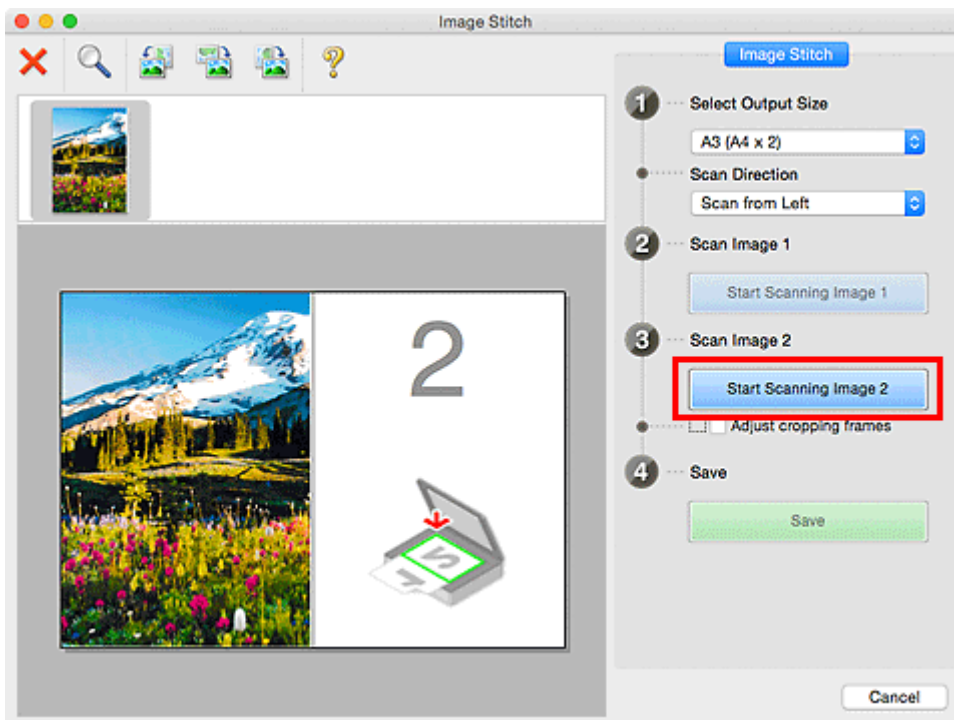 Image Stitch
Image Stitch
1 Select Output Size
A3 (A4 x 2)
Scan Direction
Scan from Left
2 Scan Image 1
Start Scanning Image 1
3 Scan Image 2
Start Scanning Image 2
Adjust cropping frames
4 Save
Save
2
Cancel